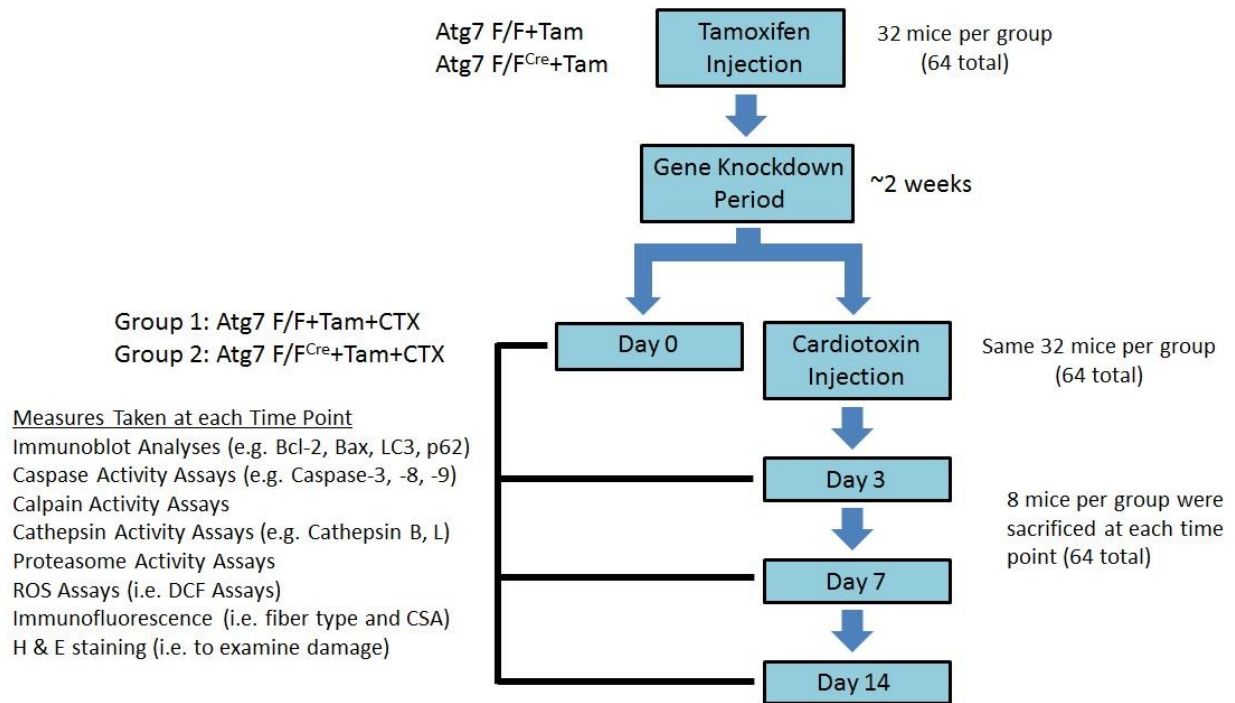 Atg7 F/F+Tam
Atg7 F/FCre+Tam
Tamoxifen
Injection
32 mice per group
(64 total)
Gene Knockdown
Period
~2 weeks
Group 1: Atg7 F/F+Tam+CTX
Group 2: Atg7 F/FCre+Tam+CTX
Day 0
Cardiotoxin
Injection
Same 32 mice per group
(64 total)
Measures Taken at each Time Point
Immunoblot Analyses (e.g. Bcl-2, Bax, LC3, p62)
Caspase Activity Assays (e.g. Caspase-3, -8, -9)
Calpain Activity Assays
Cathepsin Activity Assays (e.g. Cathepsin B, L)
Proteasome Activity Assays
ROS Assays (i.e. DCF Assays)
Immunofluorescence (i.e. fiber type and CSA)
H & E staining (i.e. to examine damage)
Day 3
8 mice per group were
sacrificed at each time
point (64 total)
Day 7
Day 14